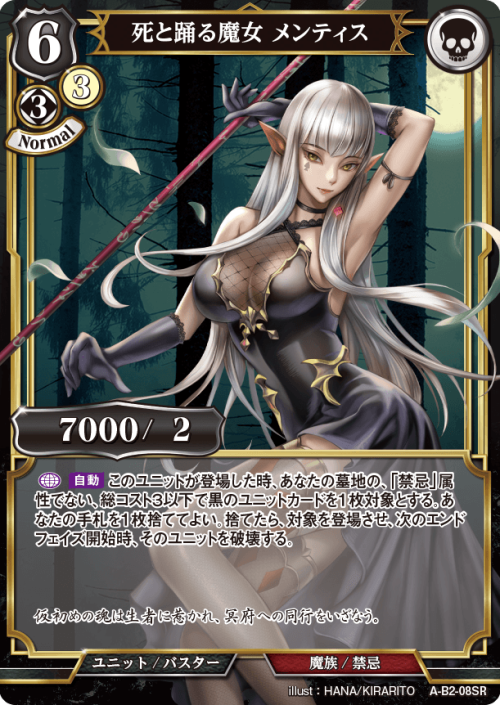 6
死と踊る魔女 メンティス
3
3
Normal
7000/ 2
自動 このユニットが登場した時、あなたの墓地の、「禁忌」属
性でない、総コスト3以下で黒のユニットカードを1枚対象とする。あ
なたの手札を1枚捨ててよい。捨てたら、対象を登場させ、次のエンド
フェイズ開始時、そのユニットを破壊する。
仮初めの魂は生者に惹かれ、冥府への同行をいざなう。
ユニット / バスター
魔族 / 禁忌
illust : HANA/KIRARITO A-B2-08SR